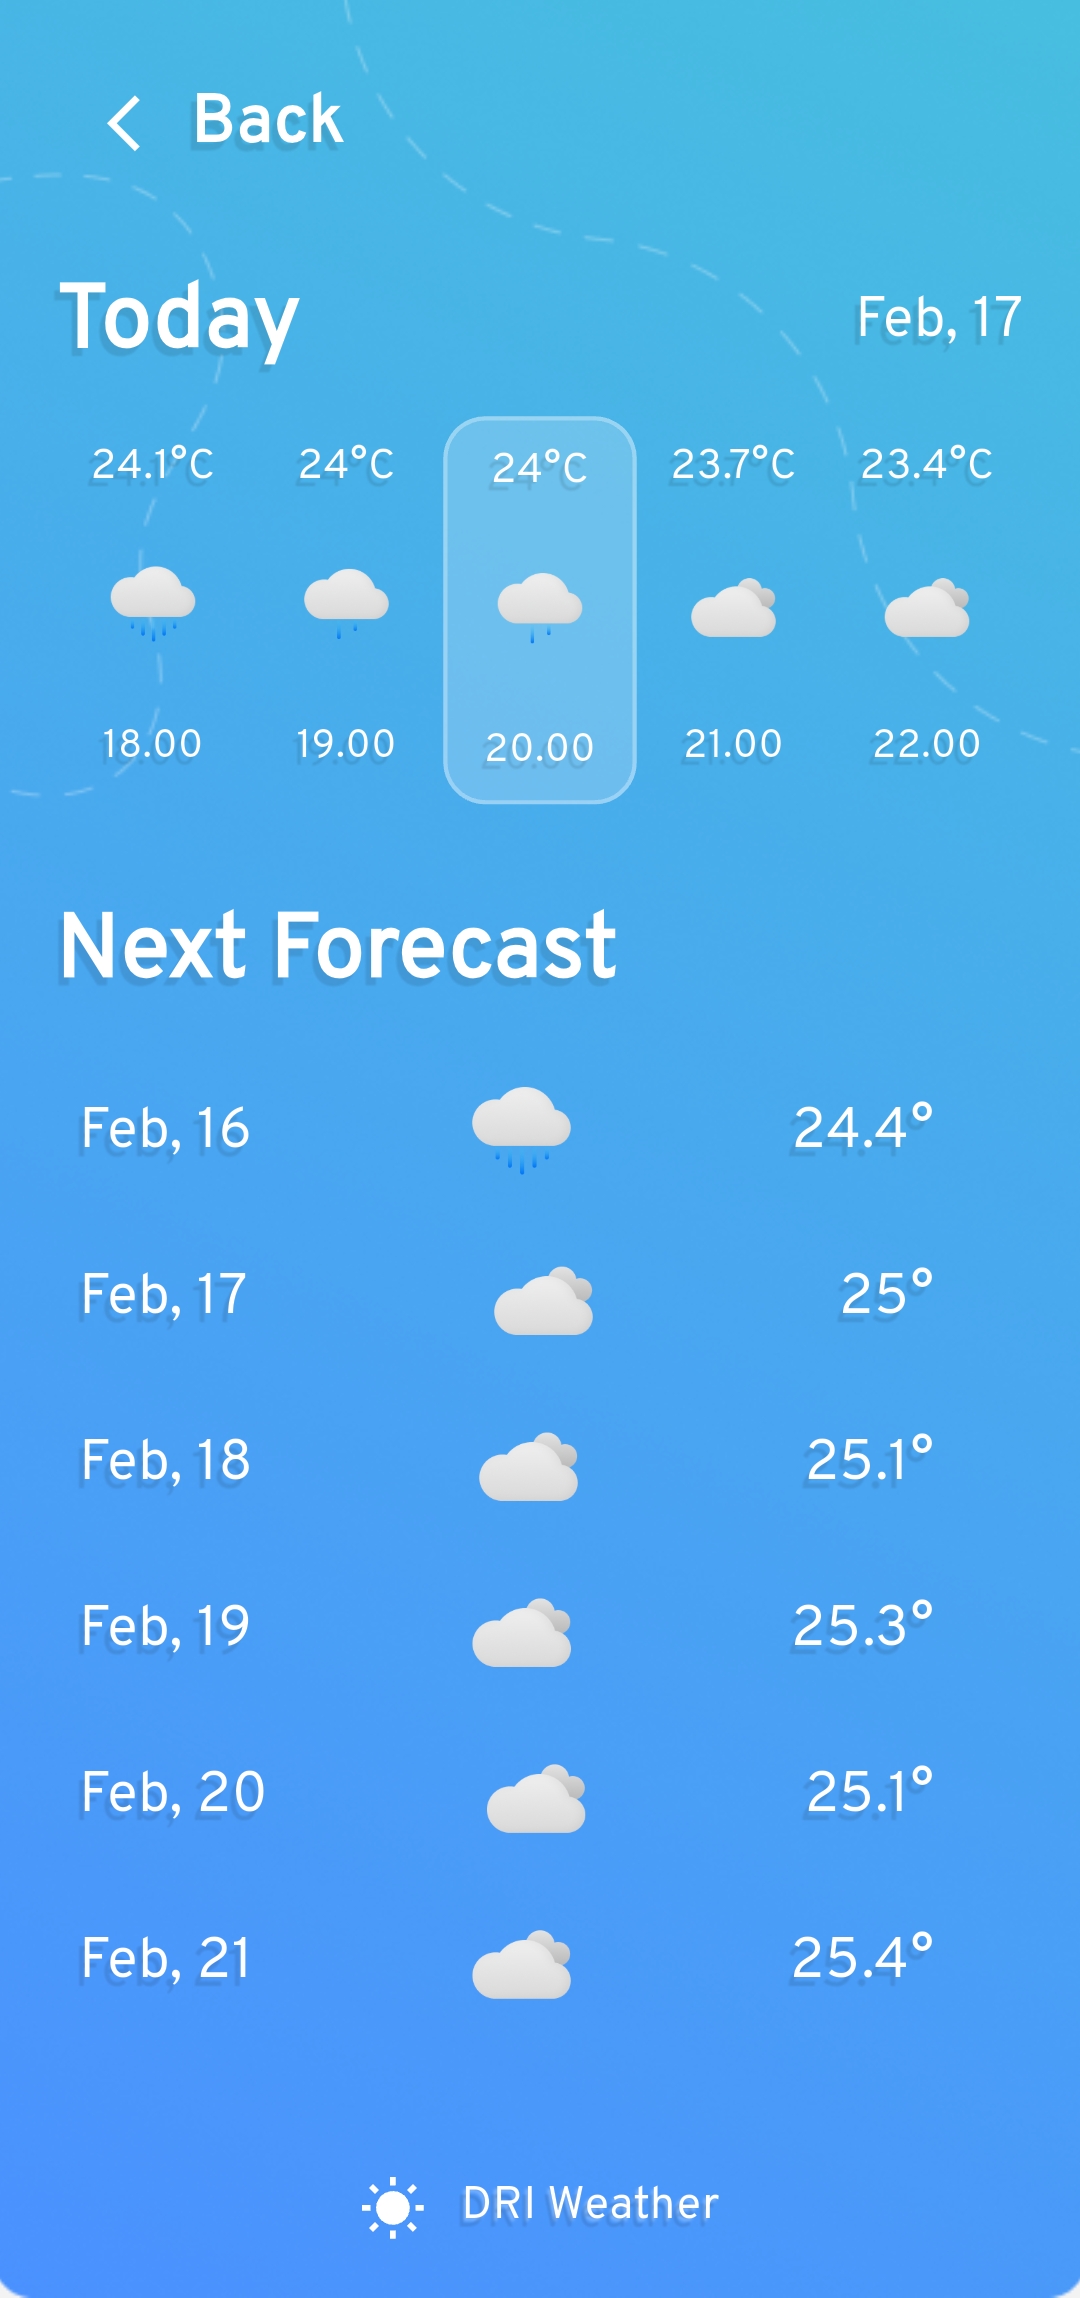 Back
Today Feb, 17
24.1°C 24°C 24°C 23.7°C 23.4°C
18.00 19.00 20.00 21.00 22.00
Next Forecast
Feb, 16 24.4°
Feb, 17 25°
Feb, 18 25.1°
Feb, 19 25.3°
Feb, 20 25.1°
Feb, 21 25.4°
DRI Weather